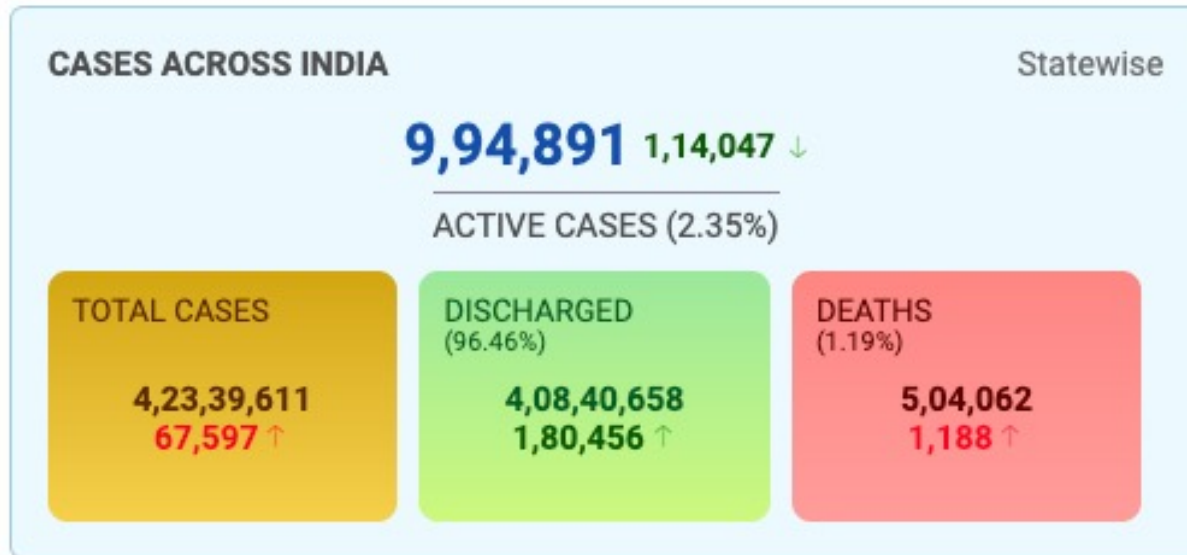 CASES ACROSS INDIA Statewise
9,94,891 1,14,047 ↓
ACTIVE CASES (2.35%)
TOTAL CASES
4,23,39,611
67,597 ↑
DISCHARGED
(96.46%)
4,08,40,658
1,80,456 ↑
DEATHS
(1.19%)
5,04,062
1,188 ↑